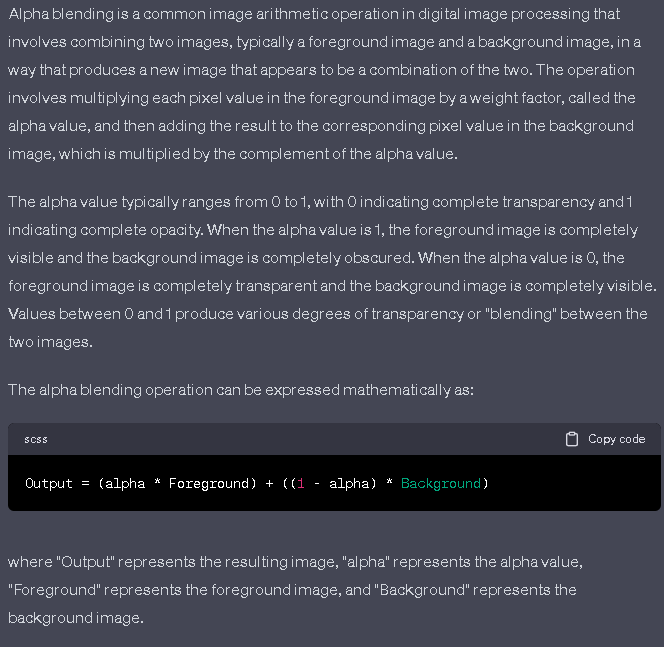 Alpha blending is a common image arithmetic operation in digital image processing that
involves combining two images, typically a foreground image and a background image, in a
way that produces a new image that appears to be a combination of the two. The operation
involves multiplying each pixel value in the foreground image by a weight factor, called the
alpha value, and then adding the result to the corresponding pixel value in the background
image, which is multiplied by the complement of the alpha value.
The alpha value typically ranges from 0 to 1, with 0 indicating complete transparency and 1
indicating complete opacity. When the alpha value is 1, the foreground image is completely
visible and the background image is completely obscured. When the alpha value is 0, the
foreground image is completely transparent and the background image is completely visible.
Values between 0 and 1 produce various degrees of transparency or "blending" between the
two images.
The alpha blending operation can be expressed mathematically as:
scss Copy code
Output = (alpha * Foreground) + ((1 - alpha) * Background)
where "Output" represents the resulting image, "alpha" represents the alpha value,
"Foreground" represents the foreground image, and "Background" represents the
background image.